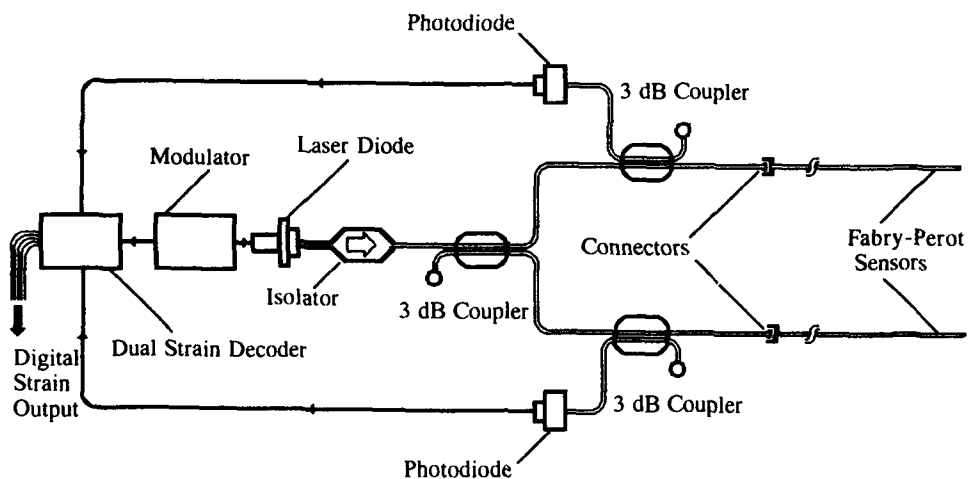 Photodiode
3 dB Coupler
Laser Diode
Modulator
Connectors
Fabry-Perot
Sensors
Isolator
3 dB Coupler
Dual Strain Decoder
Digital
Strain
Output
3 dB Coupler
Photodiode